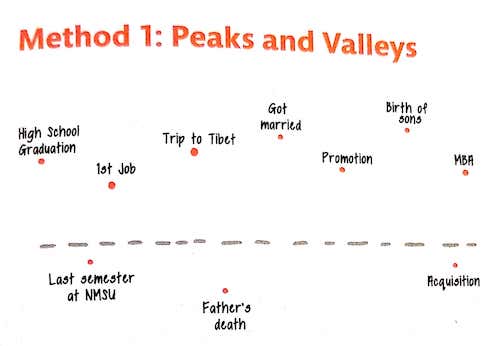 Method 1: Peaks and Valleys
High School
Graduation
1st Job
Trip to Tibet
Got
married
Promotion
Birth of
sons
MBA
Last semester
at NMSU
Father's
death
Acquisition